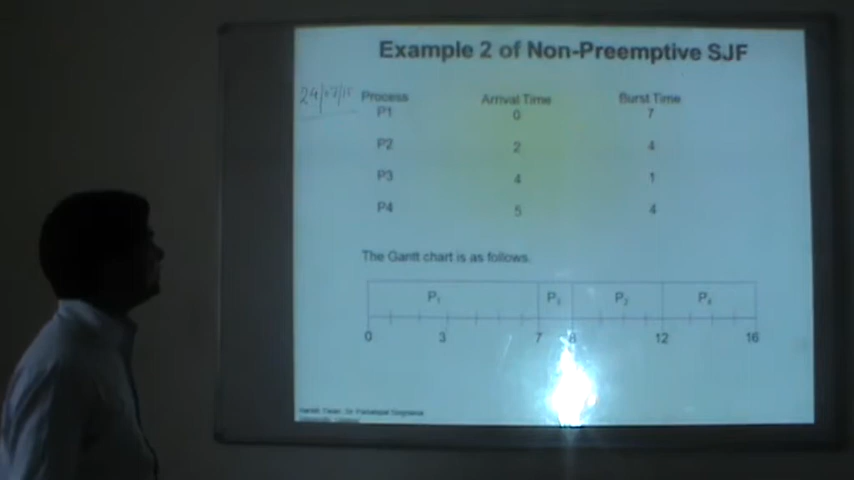 Example 2 of Non-Preemptive SJF
Process Arrival Time Burst Time
P1 0 7
P2 2 4
P3 4 1
P4 5 4
The Gantt chart is as follows.
P1 P3 P2 P4
0 3 7 8 12 16